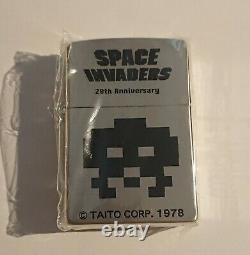 SPACE
INVADERS
29th Anniversary
© TAITO CORP. 1978